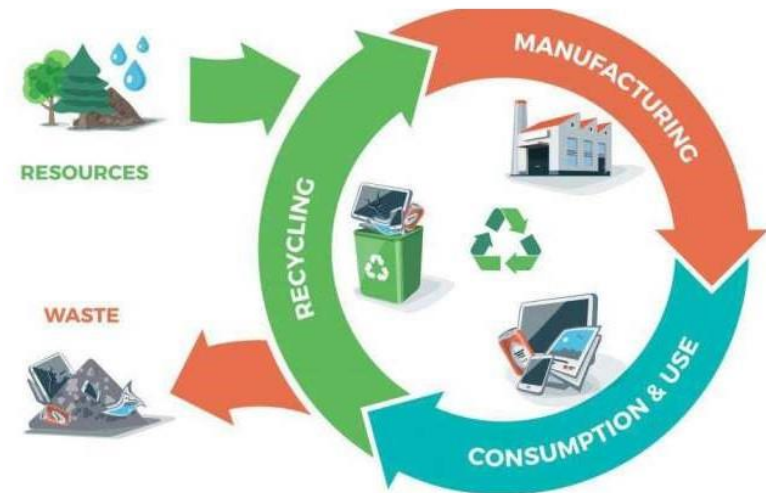 RESOURCES
MANUFACTURING
RECYCLING
WASTE
CONSUMPTION & USE